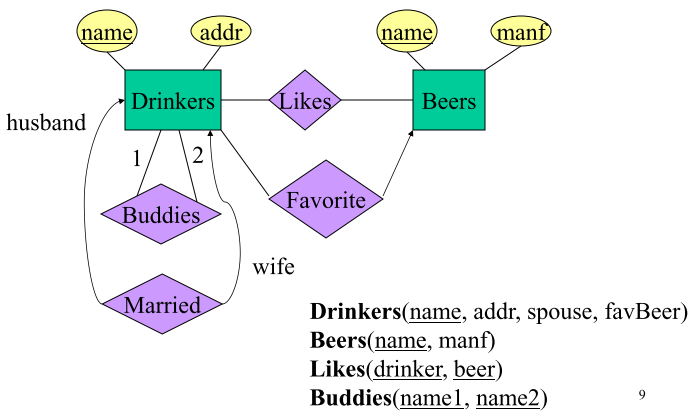 name addr name manf
Drinkers Likes Beers
husband
1 2
Buddies Favorite
wife
Married
Drinkers(name, addr, spouse, favBeer)
Beers(name, manf)
Likes(drinker, beer)
Buddies(name1, name2)
9